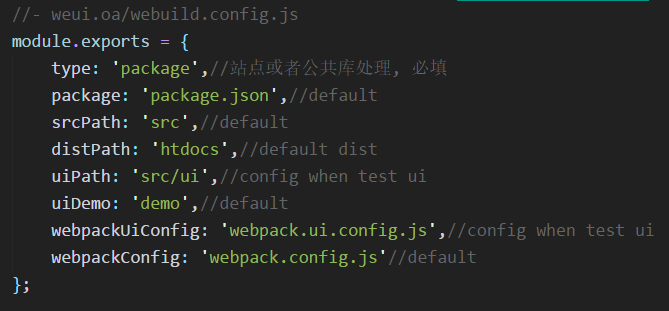 //- weui.oa/webuild.config.js
module.exports = {
    type: 'package',//站点或者公共库处理, 必填
    package: 'package.json',//default
    srcPath: 'src',//default
    distPath: 'htdocs',//default dist
    uiPath: 'src/ui',//config when test ui
    uiDemo: 'demo',//default
    webpackUiConfig: 'webpack.ui.config.js',//config when test ui
    webpackConfig: 'webpack.config.js'//default
};